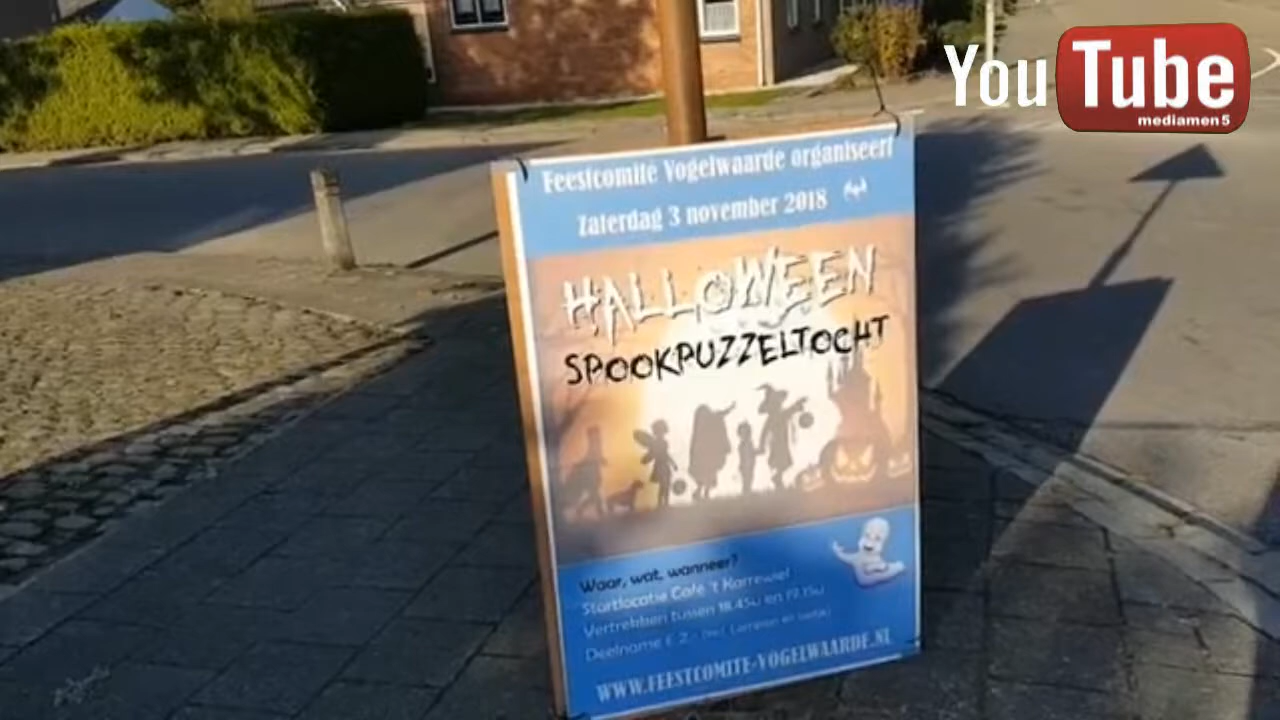 YouTube
mediamen5
Feestcomité Vogelwaarde organiseert
Zaterdag 3 november 2018
HALLOWEEN
SPOOKPUZZELTOCHT
Waar, wat, wanneer?
Startlocatie Café 't Karrewiel
Vertrekken tussen 18.45u en 19.15u
Deelname € 2,-
WWW.FEESTCOMITE-VOGELWAARDE.NL